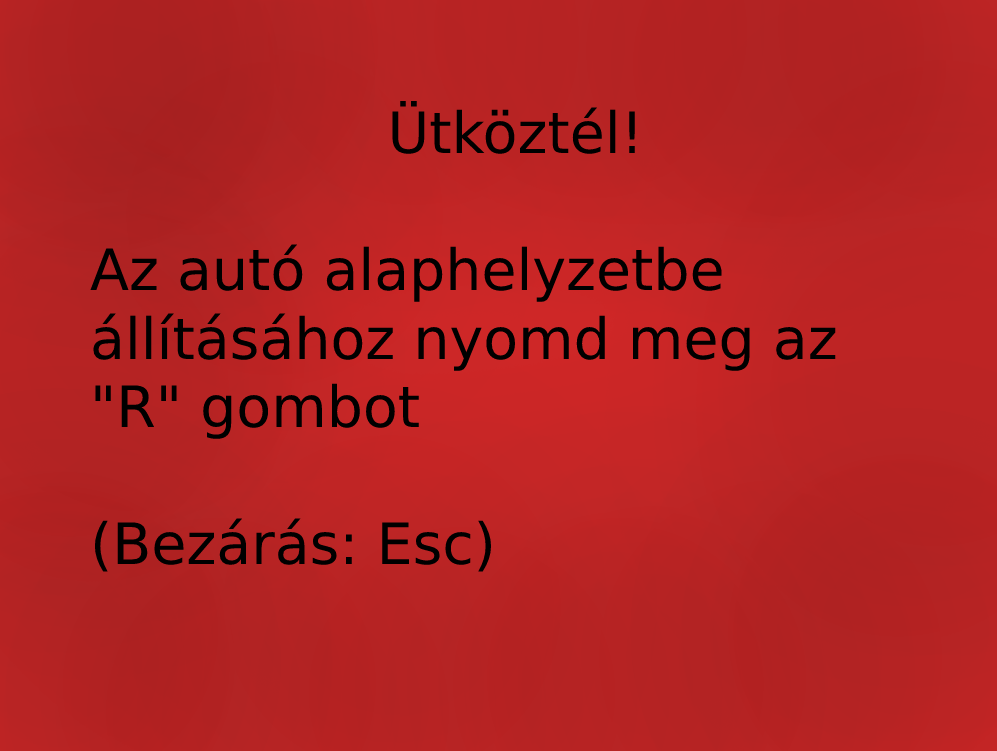 Ütköztél!
Az autó alaphelyzetbe
állításához nyomd meg az
"R" gombot
(Bezárás: Esc)